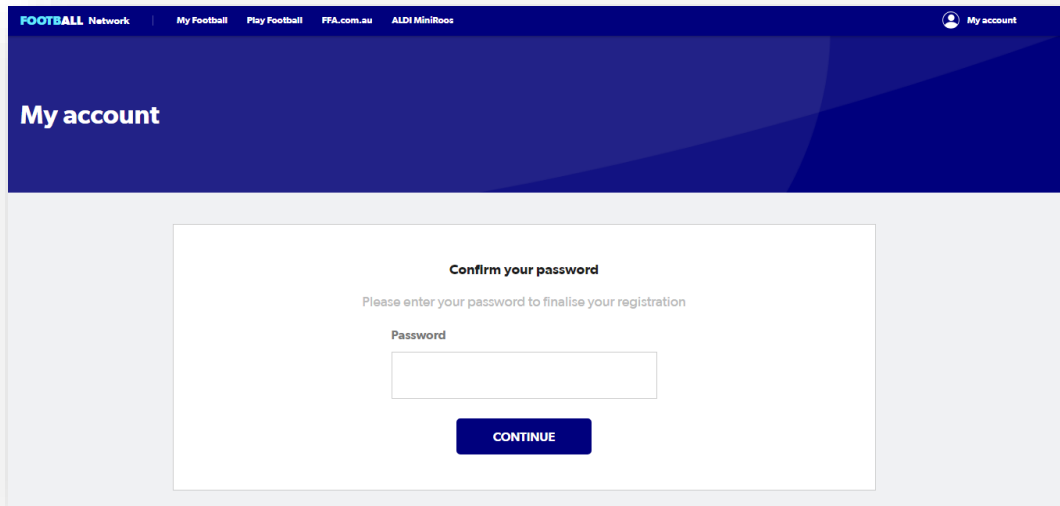 FOOTBALL Network My Football Play Football FFA.com.au ALDI MiniRoos My account
My account
Confirm your password
Please enter your password to finalise your registration
Password
CONTINUE